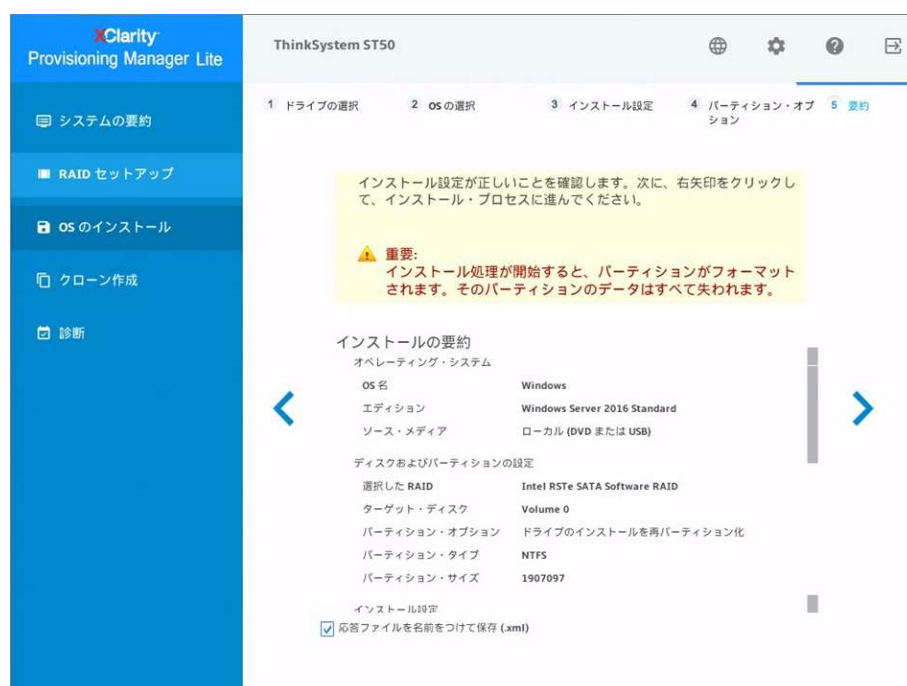 XClarity
Provisioning Manager Lite
ThinkSystem ST50
システムの要約
RAID セットアップ
OS のインストール
クローン作成
診断
1 ドライブの選択
2 OS の選択
3 インストール設定
4 パーティション・オプ
ション
5 要約
インストール設定が正しいことを確認します。次に、右矢印をクリックし
て、インストール・プロセスに進んでください。
重要:
インストール処理が開始すると、パーティションがフォーマット
されます。そのパーティションのデータはすべて失われます。
インストールの要約
オペレーティング・システム
OS 名 Windows
エディション Windows Server 2016 Standard
ソース・メディア ローカル (DVD または USB)
ディスクおよびパーティションの設定
選択した RAID Intel RSTe SATA Software RAID
ターゲット・ディスク Volume 0
パーティション・オプション ドライブのインストールを再パーティション化
パーティション・タイプ NTFS
パーティション・サイズ 1907097
インストール設定
応答ファイルを名前をつけて保存 (.xml)